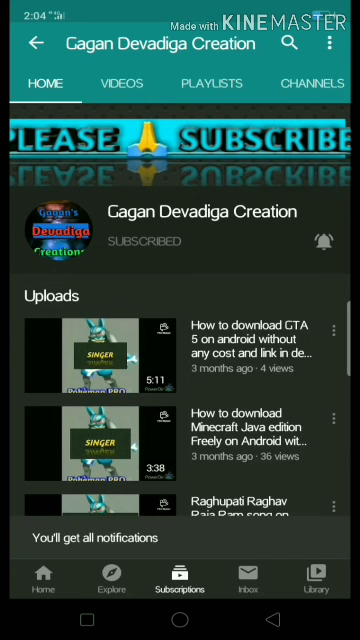 2:04
Made with KINEMASTER
Gagan Devadiga Creation
HOME VIDEOS PLAYLISTS CHANNELS
PLEASE 🙏 SUBSCRIBE
Gagan's
Devadiga
Creations
Gagan Devadiga Creation
SUBSCRIBED
Uploads
SINGER
5:11
How to download GTA
5 on android without
any cost and link in de...
3 months ago · 4 views
SINGER
3:38
How to download
Minecraft Java edition
Freely on Android wit...
3 months ago · 36 views
Raghupati Raghav
Raja Ram song on
You'll get all notifications
Home Explore Subscriptions Inbox Library